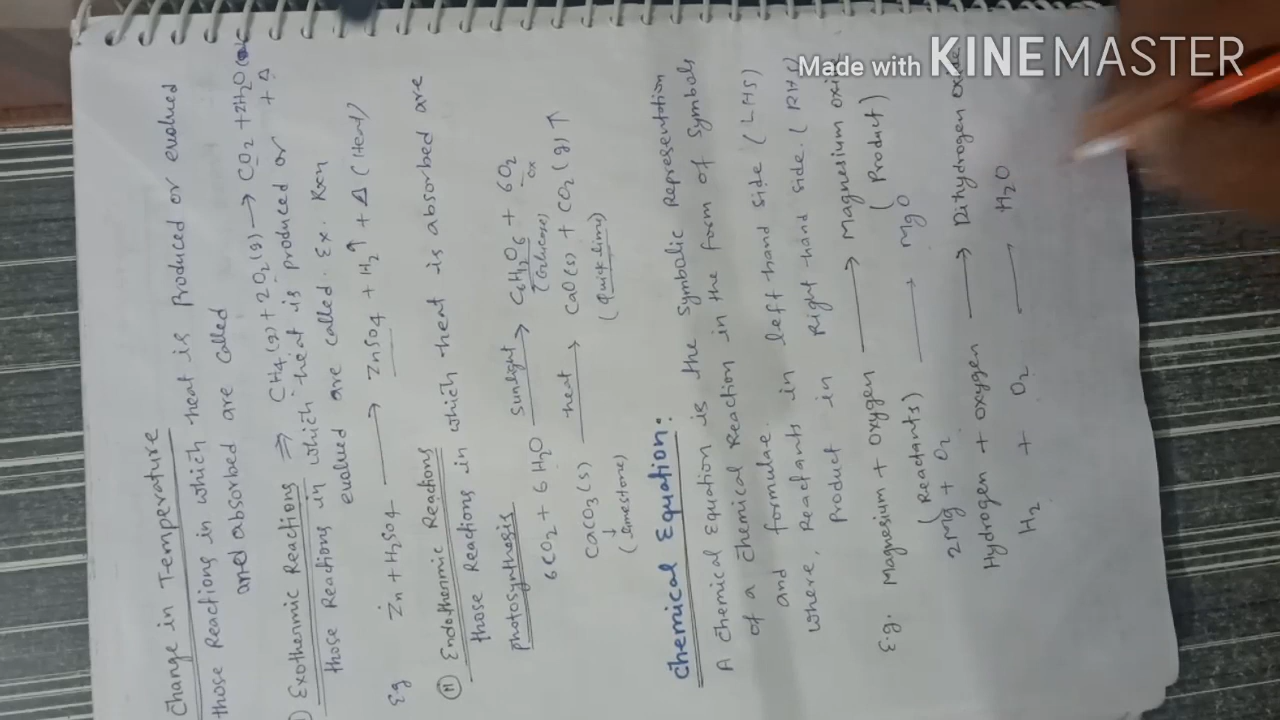 Change in Temperature
those Reactions in which heat is Produced or evolved
and absorbed are called
) Exothermic Reactions ⇒ CH4(g) + 2O2(g) → CO2 + 2H2O
+ Δ
those Reactions in which heat is produced or
evolved are called. Ex.
Eg Zn + H2SO4 → ZnSO4 + H2↑ + Δ (Heat)
(II) Endothermic Reactions
those Reactions in which heat is absorbed are
photosynthesis
6CO2 + 6H2O sunlight → C6H12O6 + 6O2
(Glucose)
CaCO3(s) heat → CaO(s) + CO2(g)↑
↓
(limestone) (Quick lime)
Chemical Equation:
A chemical equation is the symbolic Representation
of a chemical Reaction in the form of symbols
and formulae.
where, Reactants in left hand side (LHS)
Product in Right hand side. (RHS)
E.g. Magnesium + oxygen → Magnesium oxide
(Reactants) (Product)
2Mg + O2 → MgO
Hydrogen + oxygen → Dihydrogen oxide
H2 + O2 → H2O
Made with KINEMASTER